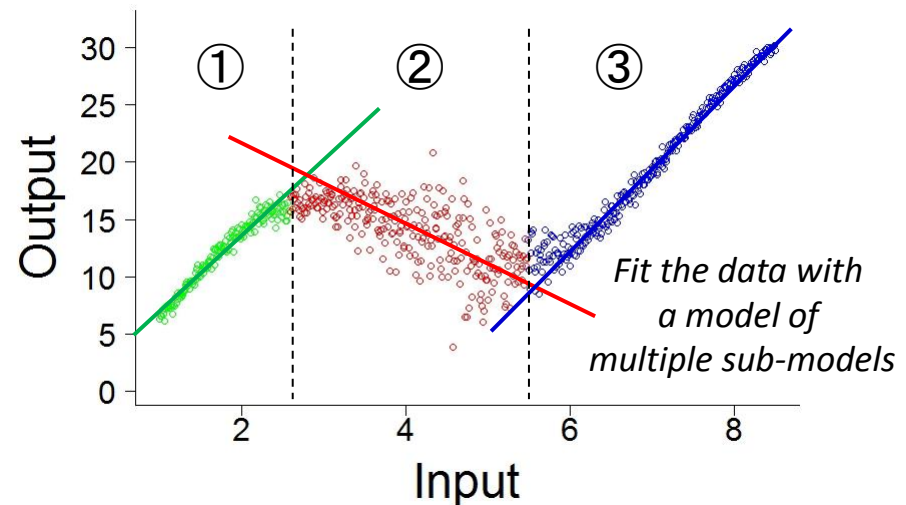 ① ② ③
30
25
20
15
10
5
0
Output
Fit the data with
a model of
multiple sub-models
2 4 6 8
Input